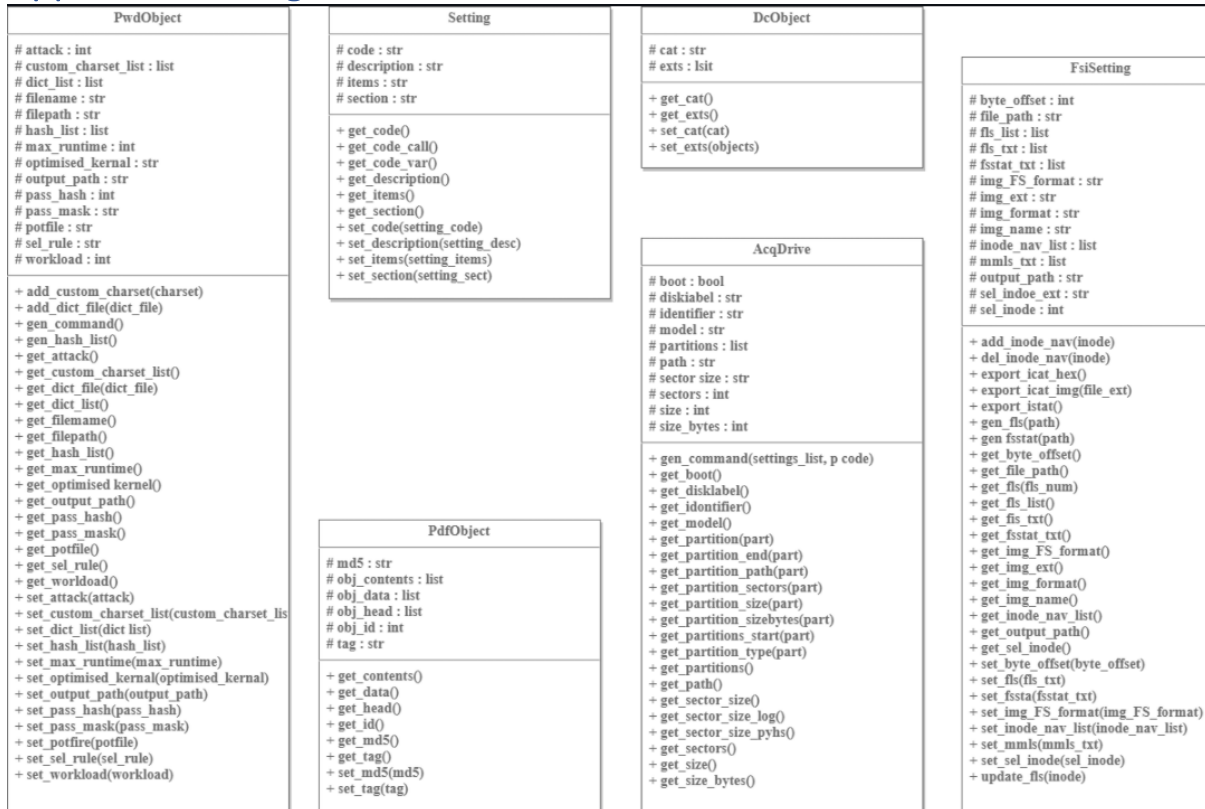 PwdObject
# attack : int
# custom_charset_list : list
# dict_list : list
# filename : str
# filepath : str
# hash_list : list
# max_runtime : int
# optimised_kernal : str
# output_path : str
# pass_hash : int
# pass_mask : str
# potfile : str
# sel_rule : str
# workload : int
+ add_custom_charset(charset)
+ add_dict_file(dict_file)
+ gen_command()
+ gen_hash_list()
+ get_attack()
+ get_custom_charset_list()
+ get_dict_file(dict_file)
+ get_dict_list()
+ get_filemame()
+ get_filepath()
+ get_hash_list()
+ get_max_runtime()
+ get_optimised kernel()
+ get_output_path()
+ get_pass_hash()
+ get_pass_mask()
+ get_potfile()
+ get_sel_rule()
+ get_worldoad()
+ set_attack(attack)
+ set_custom_charset_list(custom_charset_lis
+ set_dict_list(dict list)
+ set_hash_list(hash_list)
+ set_max_runtime(max_runtime)
+ set_optimised_kernal(optimised_kernal)
+ set_output_path(output_path)
+ set_pass_hash(pass_hash)
+ set_pass_mask(pass_mask)
+ set_potfire(potfile)
+ set_sel_rule(sel_rule)
+ set_workload(workload)
Setting
# code : str
# description : str
# items : str
# section : str
+ get_code()
+ get_code_call()
+ get_code_var()
+ get_description()
+ get_items()
+ get_section()
+ set_code(setting_code)
+ set_description(setting_desc)
+ set_items(setting_items)
+ set_section(setting_sect)
PdfObject
# md5 : str
# obj_contents : list
# obj_data : list
# obj_head : list
# obj_id : int
# tag : str
+ get_contents()
+ get_data()
+ get_head()
+ get_id()
+ get_md5()
+ get_tag()
+ set_md5(md5)
+ set_tag(tag)
DcObject
# cat : str
# exts : lsit
+ get_cat()
+ get_exts()
+ set_cat(cat)
+ set_exts(objects)
AcqDrive
# boot : bool
# diskiabel : str
# identifier : str
# model : str
# partitions : list
# path : str
# sector size : str
# sectors : int
# size : int
# size_bytes : int
+ gen_command(settings_list, p code)
+ get_boot()
+ get_disklabel()
+ get_idontifier()
+ get_model()
+ get_partition(part)
+ get_partition_end(part)
+ get_partition_path(part)
+ get_partition_sectors(part)
+ get_partition_size(part)
+ get_partition_sizebytes(part)
+ get_partitions_start(part)
+ get_partition_type(part)
+ get_partitions()
+ get_path()
+ get_sector_size()
+ get_sector_size_log()
+ get_sector_size_pyhs()
+ get_sectors()
+ get_size()
+ get_size_bytes()
FsiSetting
# byte_offset : int
# file_path : str
# fls_list : list
# fls_txt : list
# fsstat_txt : list
# img_FS_format : str
# img_ext : str
# img_format : str
# img_name : str
# inode_nav_list : list
# mmls_txt : list
# output_path : str
# sel_indoe_ext : str
# sel_inode : int
+ add_inode_nav(inode)
+ del_inode_nav(inode)
+ export_icat_hex()
+ export_icat_img(file_ext)
+ export_istat()
+ gen_fls(path)
+ gen fsstat(path)
+ get_byte_offset()
+ get_file_path()
+ get_fls(fls_num)
+ get_fls_list()
+ get_fis_txt()
+ get_fsstat_txt()
+ get_img_FS_format()
+ get_img_ext()
+ get_img_format()
+ get_img_name()
+ get_inode_nav_list()
+ get_output_path()
+ get_sel_inode()
+ set_byte_offset(byte_offset)
+ set_fls(fls_txt)
+ set_fssta(fsstat_txt)
+ set_img_FS_format(img_FS_format)
+ set_inode_nav_list(inode_nav_list)
+ set_mmls(mmls_txt)
+ set_sel_inode(sel_inode)
+ update_fls(inode)